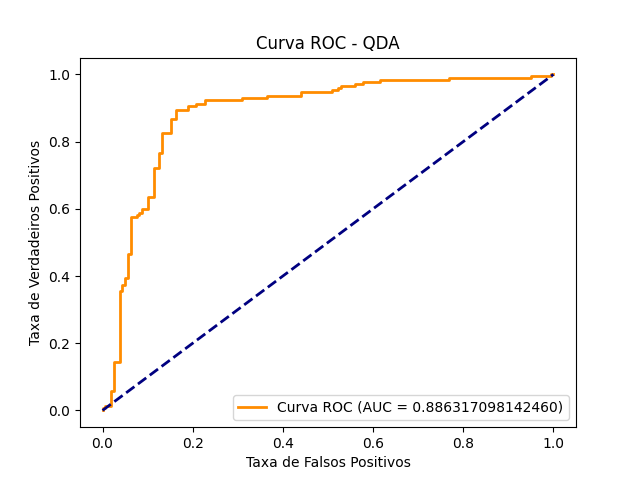 Curva ROC - QDA
1.0
0.8
0.6
0.4
0.2
0.0
Taxa de Verdadeiros Positivos
Curva ROC (AUC = 0.886317098142460)
0.0 0.2 0.4 0.6 0.8 1.0
Taxa de Falsos Positivos